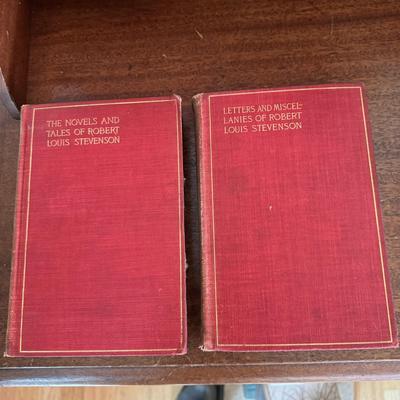 THE NOVELS AND
TALES OF ROBERT
LOUIS STEVENSON
LETTERS AND MISCEL-
LANIES OF ROBERT
LOUIS STEVENSON